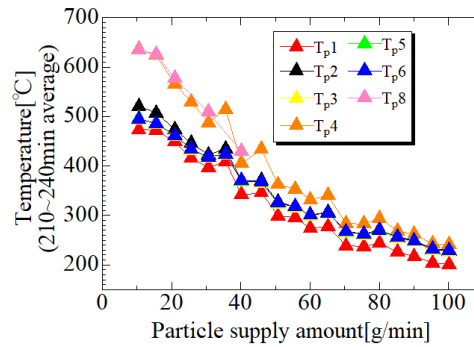 700
600
500
400
300
200
Temperature[℃]
(210~240min average)
Tp1
Tp2
Tp3
Tp4
Tp5
Tp6
Tp8
0 20 40 60 80 100
Particle supply amount[g/min]